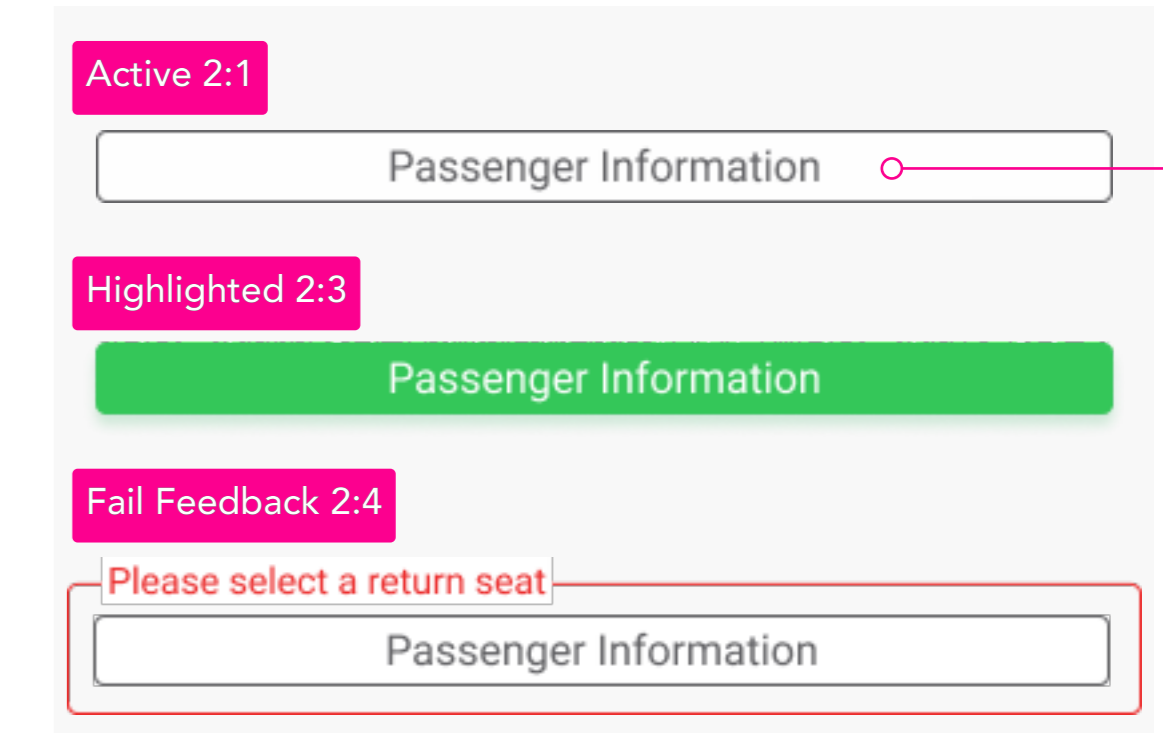 Active 2:1
Passenger Information
Highlighted 2:3
Passenger Information
Fail Feedback 2:4
Please select a return seat
Passenger Information